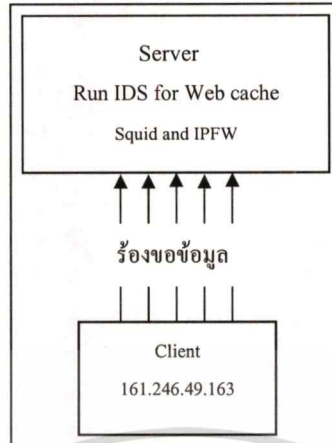 Server
Run IDS for Web cache
Squid and IPFW
ร้องขอข้อมูล
Client
161.246.49.163